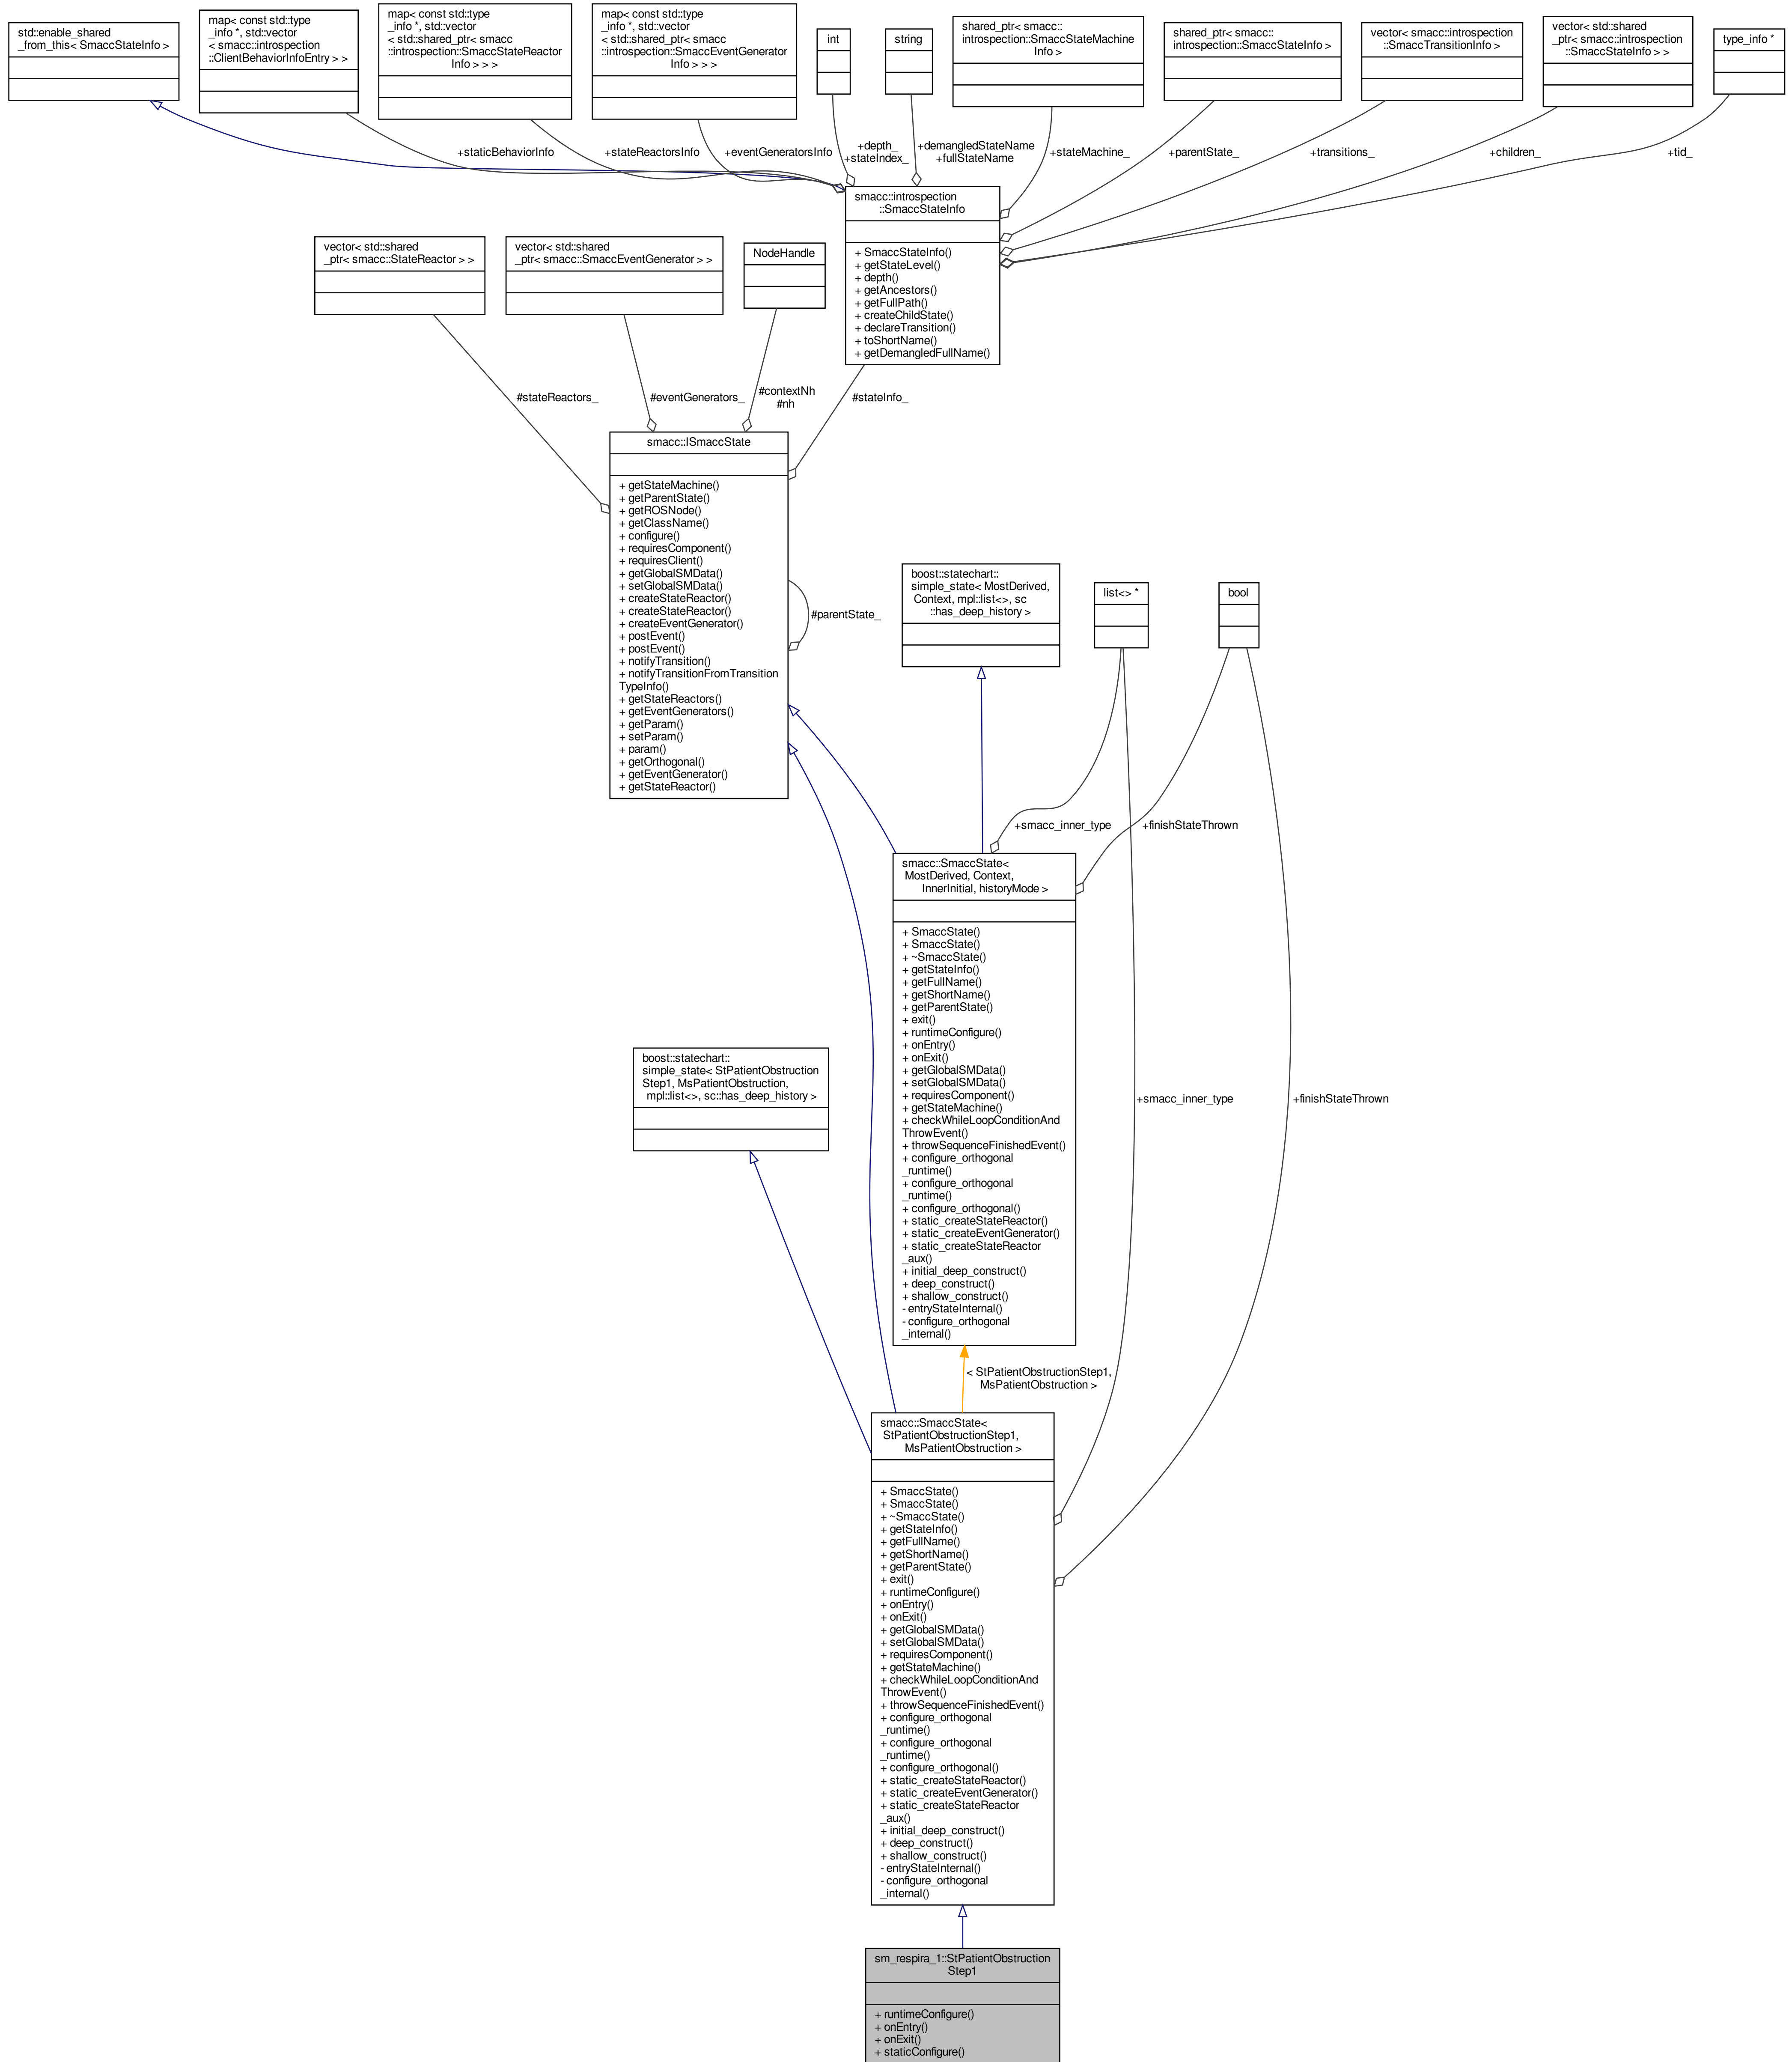 std::enable_shared
_from_this< SmaccStateInfo >
map< const std::type
_info *, std::vector
< smacc::introspection
::ClientBehaviorInfoEntry > >
map< const std::type
_info *, std::vector
< std::shared_ptr< smacc
::introspection::SmaccStateReactor
Info > > >
map< const std::type
_info *, std::vector
< std::shared_ptr< smacc
::introspection::SmaccEventGenerator
Info > > >
int
string
shared_ptr< smacc::
introspection::SmaccStateMachine
Info >
shared_ptr< smacc::
introspection::SmaccStateInfo >
vector< smacc::introspection
::SmaccTransitionInfo >
vector< std::shared
_ptr< smacc::introspection
::SmaccStateInfo > >
type_info *
+staticBehaviorInfo
+stateReactorsInfo
+eventGeneratorsInfo
+depth_
+stateIndex_
+demangledStateName
+fullStateName
+stateMachine_
+parentState_
+transitions_
+children_
+tid_
smacc::introspection
::SmaccStateInfo
+ SmaccStateInfo()
+ getStateLevel()
+ depth()
+ getAncestors()
+ getFullPath()
+ createChildState()
+ declareTransition()
+ toShortName()
+ getDemangledFullName()
vector< std::shared
_ptr< smacc::StateReactor > >
vector< std::shared
_ptr< smacc::SmaccEventGenerator > >
NodeHandle
#stateReactors_
#eventGenerators_
#contextNh
#nh
#stateInfo_
smacc::ISmaccState
+ getStateMachine()
+ getParentState()
+ getROSNode()
+ getClassName()
+ configure()
+ requiresComponent()
+ requiresClient()
+ getGlobalSMData()
+ setGlobalSMData()
+ createStateReactor()
+ createStateReactor()
+ createEventGenerator()
+ postEvent()
+ postEvent()
+ notifyTransition()
+ notifyTransitionFromTransition
TypeInfo()
+ getStateReactors()
+ getEventGenerators()
+ getParam()
+ setParam()
+ param()
+ getOrthogonal()
+ getEventGenerator()
+ getStateReactor()
#parentState_
boost::statechart::
simple_state< MostDerived,
Context, mpl::list<>, sc
::has_deep_history >
list<> *
bool
+smacc_inner_type
+finishStateThrown
smacc::SmaccState<
MostDerived, Context,
InnerInitial, historyMode >
+ SmaccState()
+ SmaccState()
+ ~SmaccState()
+ getStateInfo()
+ getFullName()
+ getShortName()
+ getParentState()
+ exit()
+ runtimeConfigure()
+ onEntry()
+ onExit()
+ getGlobalSMData()
+ setGlobalSMData()
+ requiresComponent()
+ getStateMachine()
+ checkWhileLoopConditionAnd
ThrowEvent()
+ throwSequenceFinishedEvent()
+ configure_orthogonal
_runtime()
+ configure_orthogonal
_runtime()
+ configure_orthogonal()
+ static_createStateReactor()
+ static_createEventGenerator()
+ static_createStateReactor
_aux()
+ initial_deep_construct()
+ deep_construct()
+ shallow_construct()
- entryStateInternal()
- configure_orthogonal
_internal()
+smacc_inner_type
+finishStateThrown
boost::statechart::
simple_state< StPatientObstruction
Step1, MsPatientObstruction,
mpl::list<>, sc::has_deep_history >
< StPatientObstructionStep1,
MsPatientObstruction >
smacc::SmaccState<
StPatientObstructionStep1,
MsPatientObstruction >
+ SmaccState()
+ SmaccState()
+ ~SmaccState()
+ getStateInfo()
+ getFullName()
+ getShortName()
+ getParentState()
+ exit()
+ runtimeConfigure()
+ onEntry()
+ onExit()
+ getGlobalSMData()
+ setGlobalSMData()
+ requiresComponent()
+ getStateMachine()
+ checkWhileLoopConditionAnd
ThrowEvent()
+ throwSequenceFinishedEvent()
+ configure_orthogonal
_runtime()
+ configure_orthogonal
_runtime()
+ configure_orthogonal()
+ static_createStateReactor()
+ static_createEventGenerator()
+ static_createStateReactor
_aux()
+ initial_deep_construct()
+ deep_construct()
+ shallow_construct()
- entryStateInternal()
- configure_orthogonal
_internal()
sm_respira_1::StPatientObstruction
Step1
+ runtimeConfigure()
+ onEntry()
+ onExit()
+ staticConfigure()